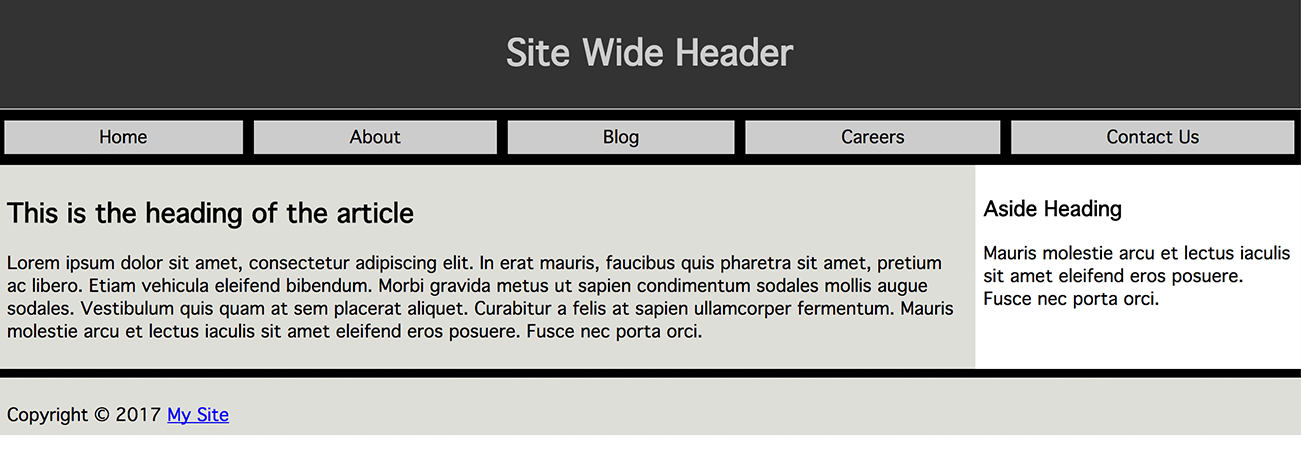 Site Wide Header
Home
About
Blog
Careers
Contact Us
This is the heading of the article
Lorem ipsum dolor sit amet, consectetur adipiscing elit. In erat mauris, faucibus quis pharetra sit amet, pretium
ac libero. Etiam vehicula eleifend bibendum. Morbi gravida metus ut sapien condimentum sodales mollis augue
sodales. Vestibulum quis quam at sem placerat aliquet. Curabitur a felis at sapien ullamcorper fermentum. Mauris
molestie arcu et lectus iaculis sit amet eleifend eros posuere. Fusce nec porta orci.
Aside Heading
Mauris molestie arcu et lectus iaculis
sit amet eleifend eros posuere.
Fusce nec porta orci.
Copyright © 2017 My Site